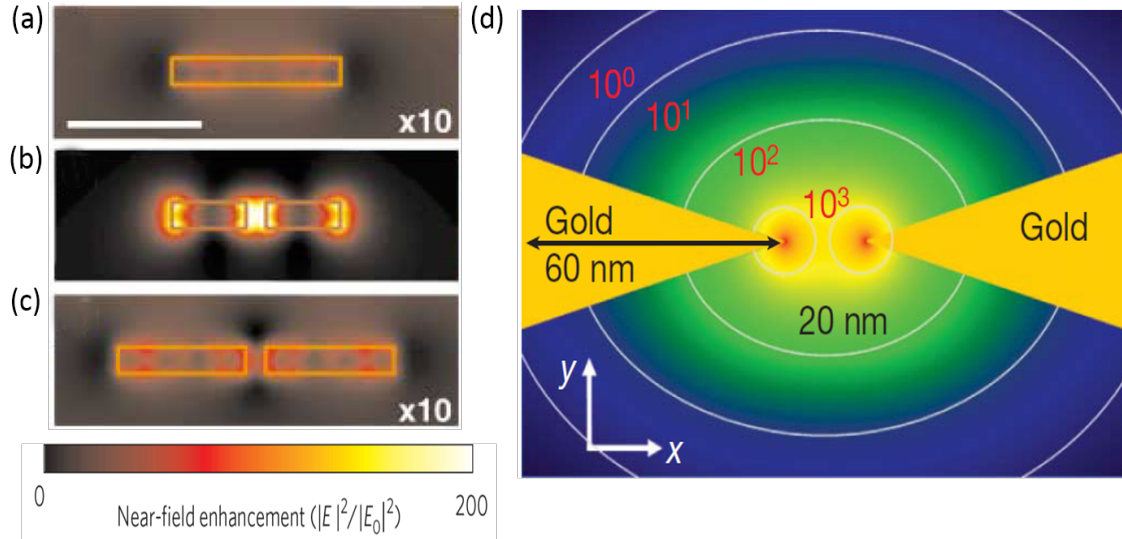 (a)
x10
(b)
(c)
x10
0
200
Near-field enhancement (|E|²/|E₀|²)
(d)
10⁰
10¹
10²
10³
Gold
60 nm
Gold
20 nm
y
x